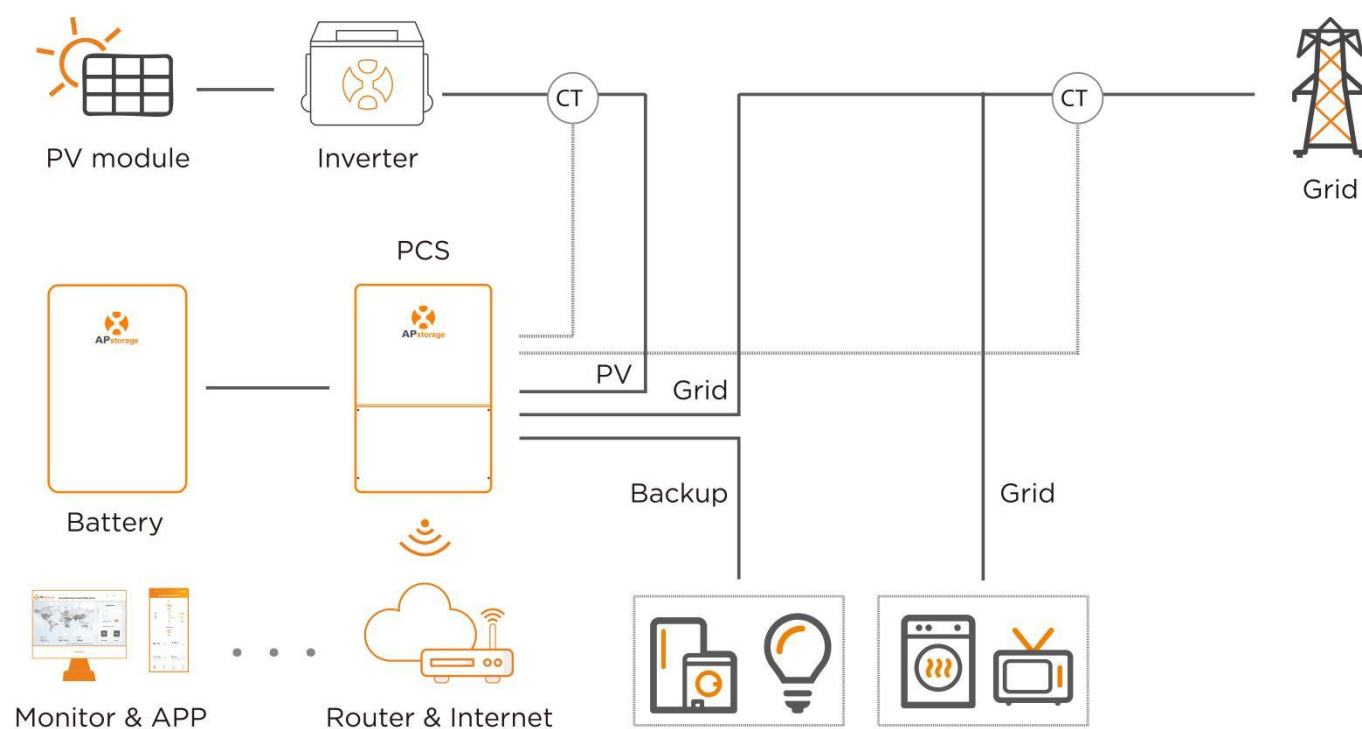 CT
CT
PV module
Inverter
Grid
PCS
APstorage
APstorage
PV
Grid
Backup
Grid
Battery
Monitor & APP
Router & Internet